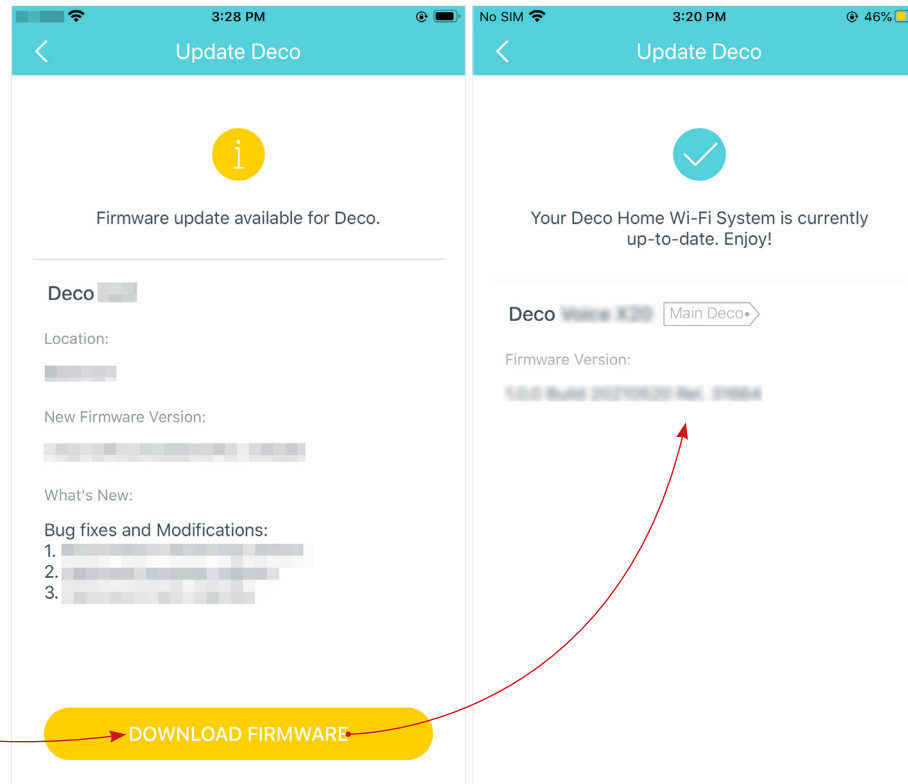 3:28 PM
Update Deco
i
Firmware update available for Deco.
Deco
Location:
New Firmware Version:
What's New:
Bug fixes and Modifications:
1.
2.
3.
DOWNLOAD FIRMWARE
No SIM 3:20 PM 46%
Update Deco
Your Deco Home Wi-Fi System is currently
up-to-date. Enjoy!
Deco Voice X20 Main Deco
Firmware Version: